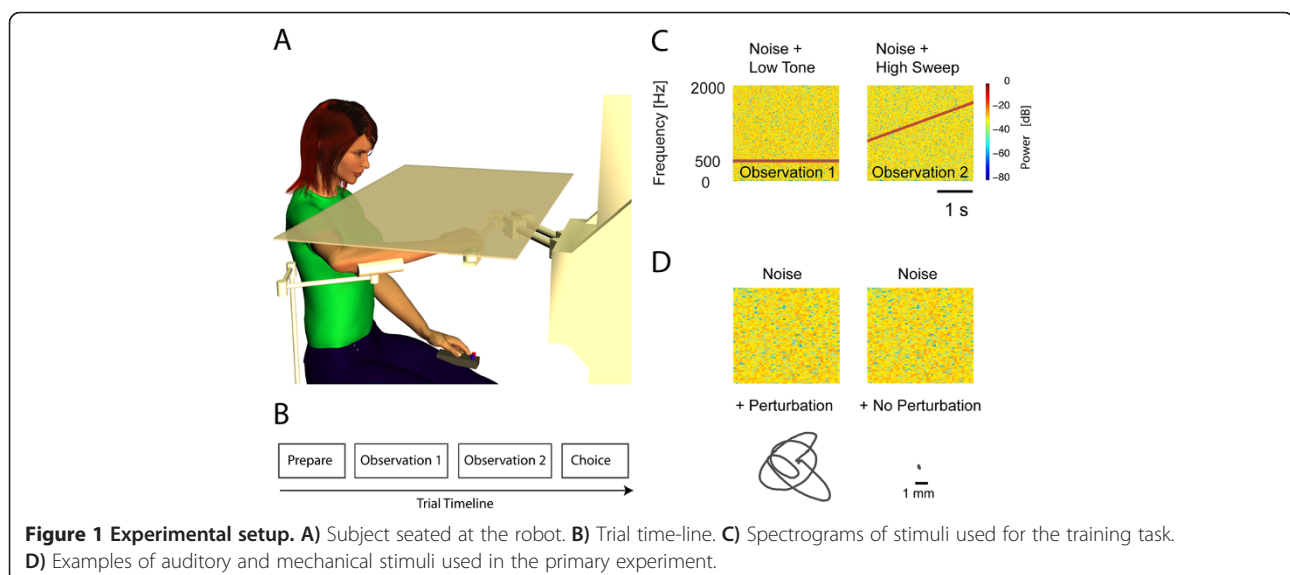 A
B
Prepare
Observation 1
Observation 2
Choice
Trial Timeline
C
Noise +
Low Tone
Noise +
High Sweep
Frequency [Hz]
2000
500
0
Observation 1
Observation 2
0
−20
−40
−60
−80
Power [dB]
1 s
D
Noise
Noise
+ Perturbation
+ No Perturbation
1 mm
Figure 1 Experimental setup. A) Subject seated at the robot. B) Trial time-line. C) Spectrograms of stimuli used for the training task.
D) Examples of auditory and mechanical stimuli used in the primary experiment.